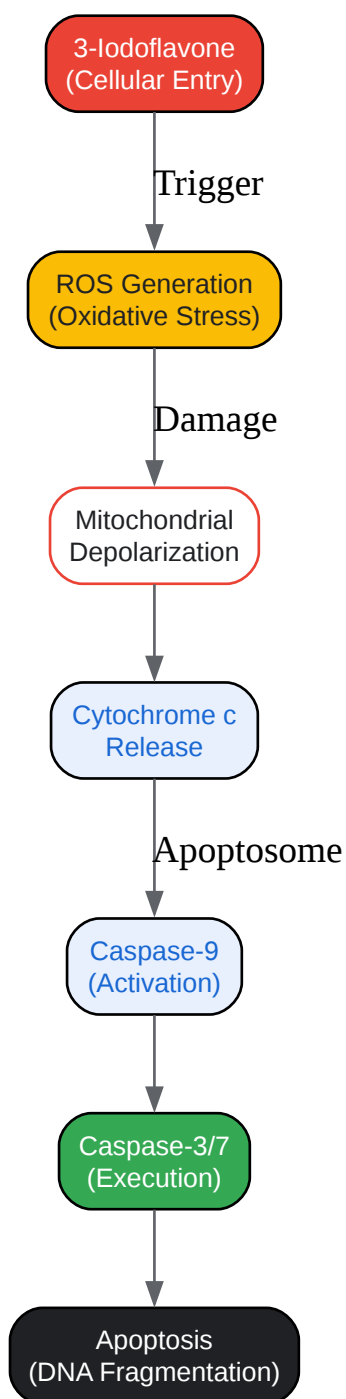 3-Iodoflavone
(Cellular Entry)
Trigger
ROS Generation
(Oxidative Stress)
Damage
Mitochondrial
Depolarization
Cytochrome c
Release
Apoptosome
Caspase-9
(Activation)
Caspase-3/7
(Execution)
Apoptosis
(DNA Fragmentation)